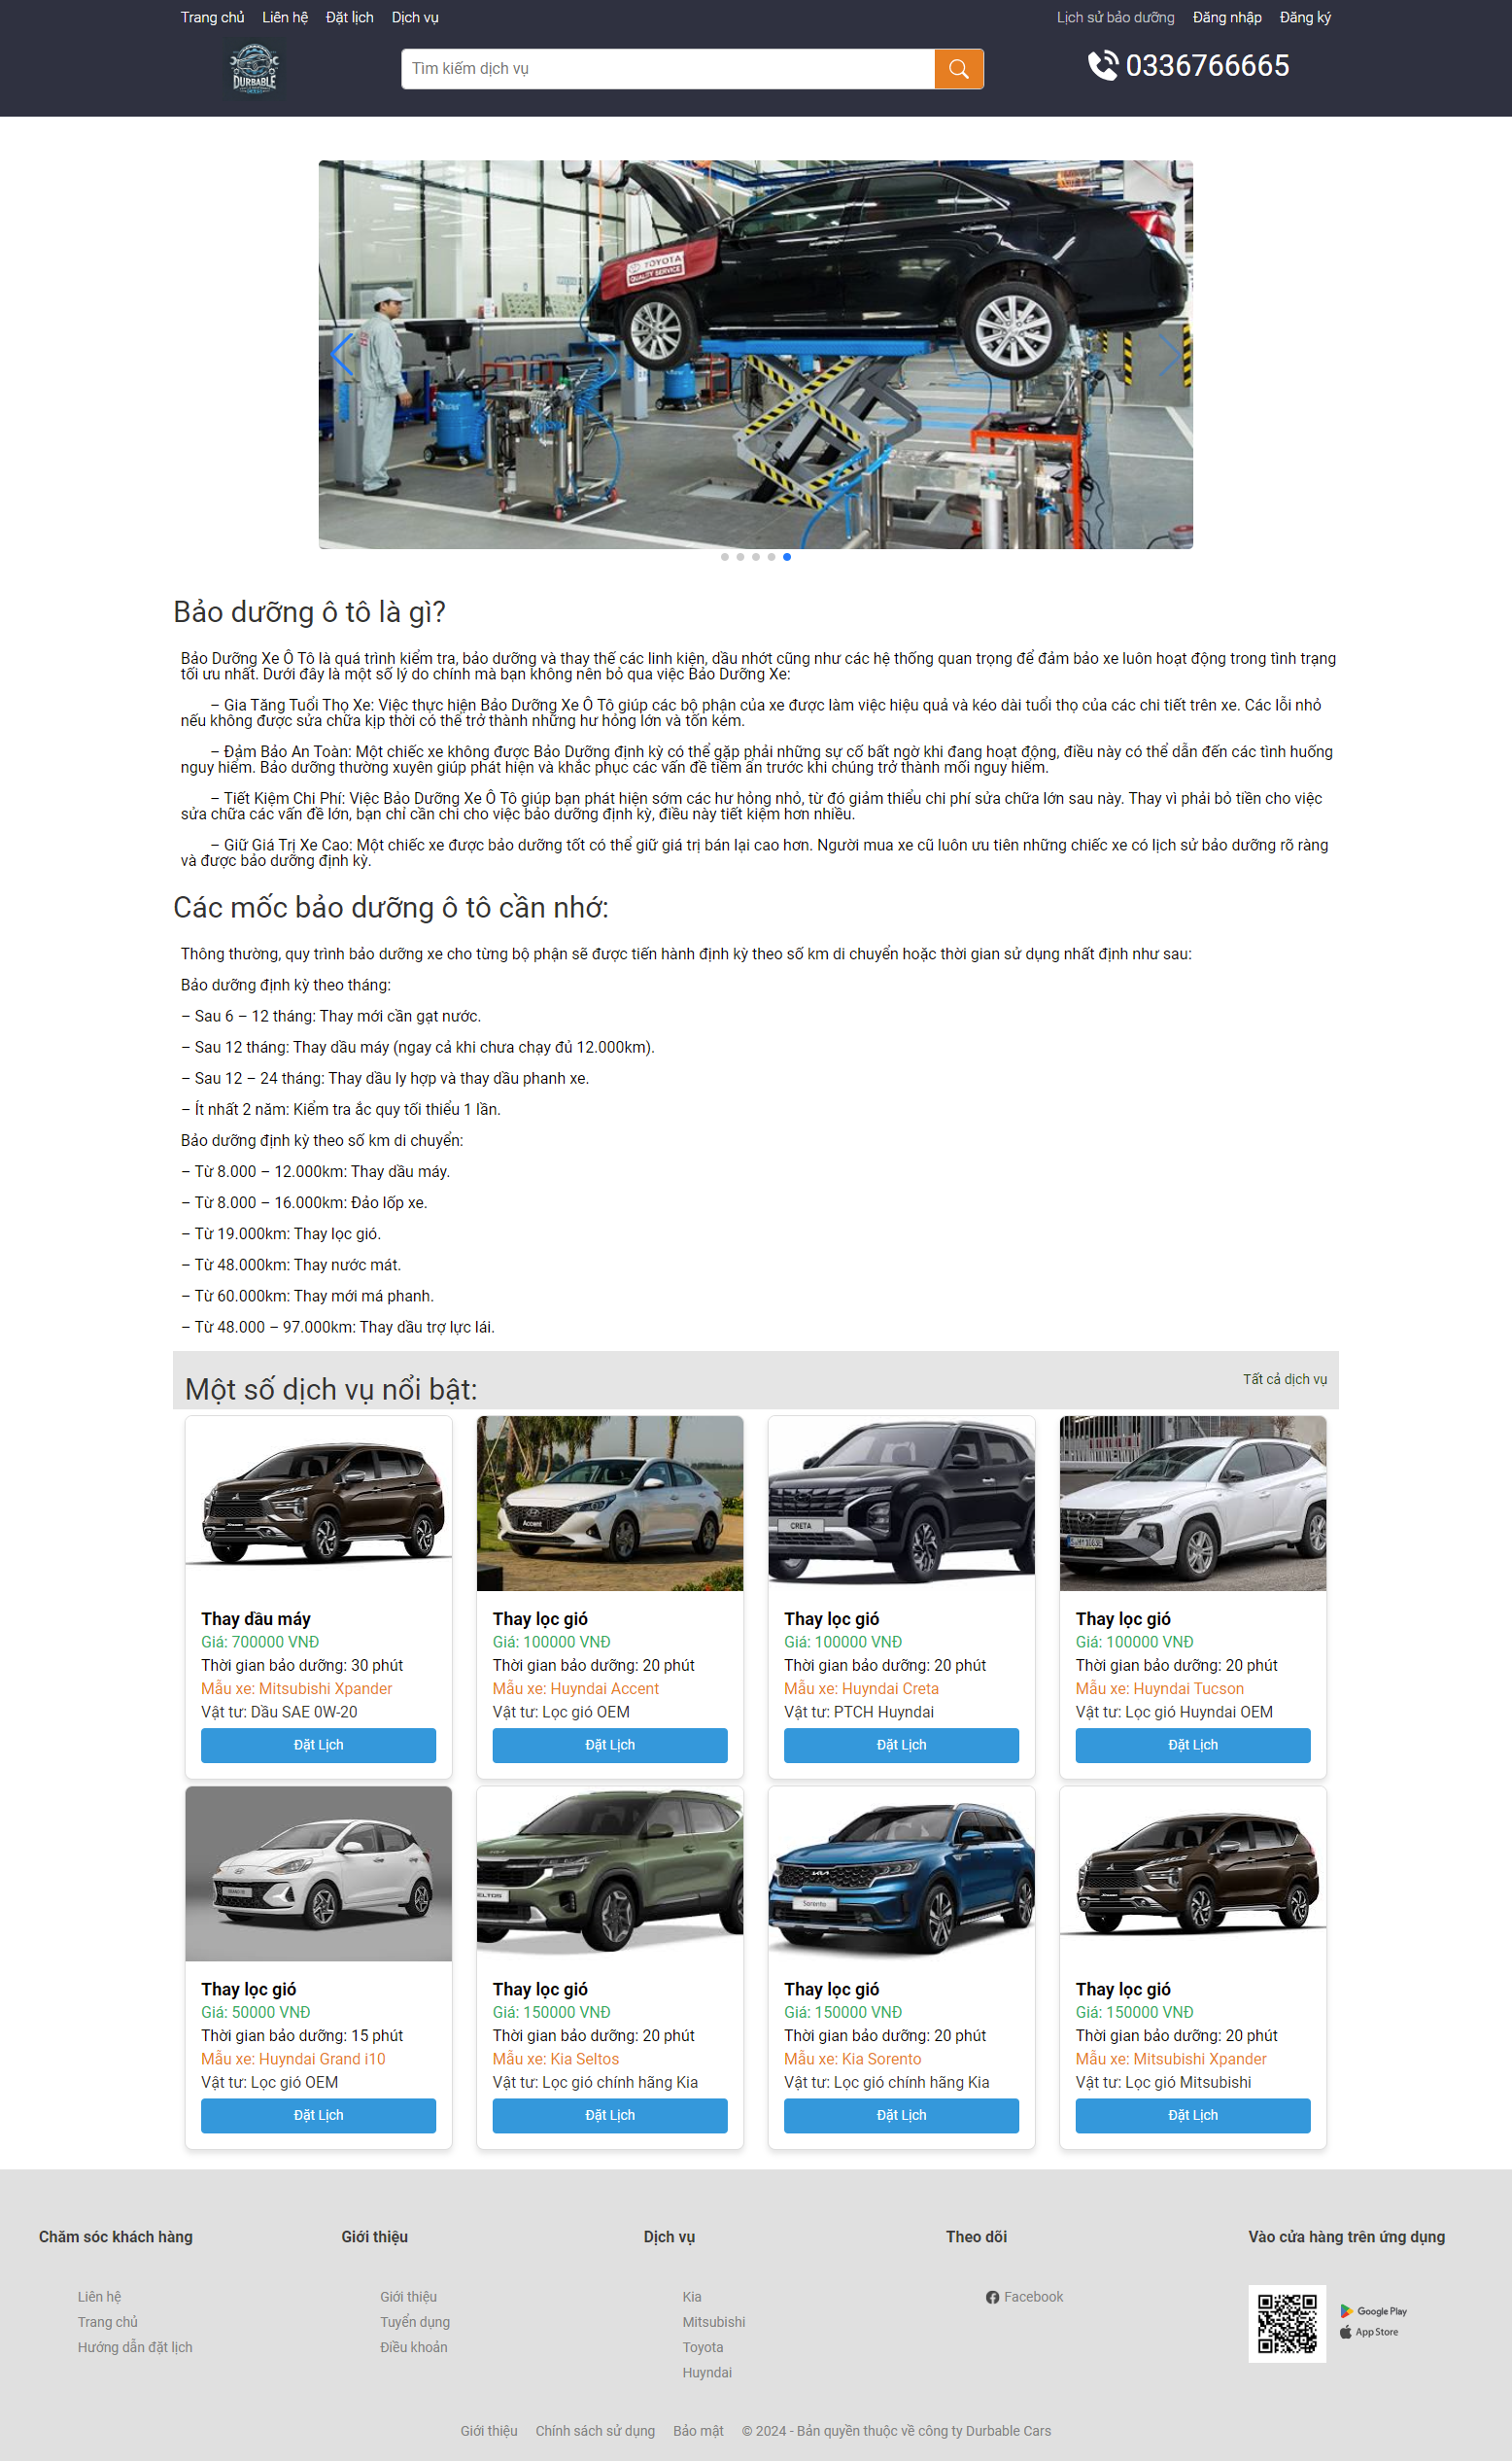 Trang chủ Liên hệ Đặt lịch Dịch vụ Lịch sử bảo dưỡng Đăng nhập Đăng ký
DURBABLE
Tìm kiếm dịch vụ
0336766665
TOYOTA
QUALITY SERVICE
Bảo dưỡng ô tô là gì?
Bảo Dưỡng Xe Ô Tô là quá trình kiểm tra, bảo dưỡng và thay thế các linh kiện, dầu nhớt cũng như các hệ thống quan trọng để đảm bảo xe luôn hoạt động trong tình trạng
tối ưu nhất. Dưới đây là một số lý do chính mà bạn không nên bỏ qua việc Bảo Dưỡng Xe:
– Gia Tăng Tuổi Thọ Xe: Việc thực hiện Bảo Dưỡng Xe Ô Tô giúp các bộ phận của xe được làm việc hiệu quả và kéo dài tuổi thọ của các chi tiết trên xe. Các lỗi nhỏ
nếu không được sửa chữa kịp thời có thể trở thành những hư hỏng lớn và tốn kém.
– Đảm Bảo An Toàn: Một chiếc xe không được Bảo Dưỡng định kỳ có thể gặp phải những sự cố bất ngờ khi đang hoạt động, điều này có thể dẫn đến các tình huống
nguy hiểm. Bảo dưỡng thường xuyên giúp phát hiện và khắc phục các vấn đề tiềm ẩn trước khi chúng trở thành mối nguy hiểm.
– Tiết Kiệm Chi Phí: Việc Bảo Dưỡng Xe Ô Tô giúp bạn phát hiện sớm các hư hỏng nhỏ, từ đó giảm thiểu chi phí sửa chữa lớn sau này. Thay vì phải bỏ tiền cho việc
sửa chữa các vấn đề lớn, bạn chỉ cần chi cho việc bảo dưỡng định kỳ, điều này tiết kiệm hơn nhiều.
– Giữ Giá Trị Xe Cao: Một chiếc xe được bảo dưỡng tốt có thể giữ giá trị bán lại cao hơn. Người mua xe cũ luôn ưu tiên những chiếc xe có lịch sử bảo dưỡng rõ ràng
và được bảo dưỡng định kỳ.
Các mốc bảo dưỡng ô tô cần nhớ:
Thông thường, quy trình bảo dưỡng xe cho từng bộ phận sẽ được tiến hành định kỳ theo số km di chuyển hoặc thời gian sử dụng nhất định như sau:
Bảo dưỡng định kỳ theo tháng:
– Sau 6 – 12 tháng: Thay mới cần gạt nước.
– Sau 12 tháng: Thay dầu máy (ngay cả khi chưa chạy đủ 12.000km).
– Sau 12 – 24 tháng: Thay dầu ly hợp và thay dầu phanh xe.
– Ít nhất 2 năm: Kiểm tra ắc quy tối thiểu 1 lần.
Bảo dưỡng định kỳ theo số km di chuyển:
– Từ 8.000 – 12.000km: Thay dầu máy.
– Từ 8.000 – 16.000km: Đảo lốp xe.
– Từ 19.000km: Thay lọc gió.
– Từ 48.000km: Thay nước mát.
– Từ 60.000km: Thay mới má phanh.
– Từ 48.000 – 97.000km: Thay dầu trợ lực lái.
Một số dịch vụ nổi bật: Tất cả dịch vụ
Accent
CRETA
Thay dầu máy Thay lọc gió Thay lọc gió Thay lọc gió
Giá: 700000 VNĐ Giá: 100000 VNĐ Giá: 100000 VNĐ Giá: 100000 VNĐ
Thời gian bảo dưỡng: 30 phút Thời gian bảo dưỡng: 20 phút Thời gian bảo dưỡng: 20 phút Thời gian bảo dưỡng: 20 phút
Mẫu xe: Mitsubishi Xpander Mẫu xe: Huyndai Accent Mẫu xe: Huyndai Creta Mẫu xe: Huyndai Tucson
Vật tư: Dầu SAE 0W-20 Vật tư: Lọc gió OEM Vật tư: PTCH Huyndai Vật tư: Lọc gió Huyndai OEM
Đặt Lịch Đặt Lịch Đặt Lịch Đặt Lịch
ELTOS
Sorento
Thay lọc gió Thay lọc gió Thay lọc gió Thay lọc gió
Giá: 50000 VNĐ Giá: 150000 VNĐ Giá: 150000 VNĐ Giá: 150000 VNĐ
Thời gian bảo dưỡng: 15 phút Thời gian bảo dưỡng: 20 phút Thời gian bảo dưỡng: 20 phút Thời gian bảo dưỡng: 20 phút
Mẫu xe: Huyndai Grand i10 Mẫu xe: Kia Seltos Mẫu xe: Kia Sorento Mẫu xe: Mitsubishi Xpander
Vật tư: Lọc gió OEM Vật tư: Lọc gió chính hãng Kia Vật tư: Lọc gió chính hãng Kia Vật tư: Lọc gió Mitsubishi
Đặt Lịch Đặt Lịch Đặt Lịch Đặt Lịch
Chăm sóc khách hàng Giới thiệu Dịch vụ Theo dõi Vào cửa hàng trên ứng dụng
Liên hệ Giới thiệu Kia Facebook
Trang chủ Tuyển dụng Mitsubishi Google Play
Hướng dẫn đặt lịch Điều khoản Toyota App Store
Huyndai
Giới thiệu Chính sách sử dụng Bảo mật © 2024 - Bản quyền thuộc về công ty Durbable Cars